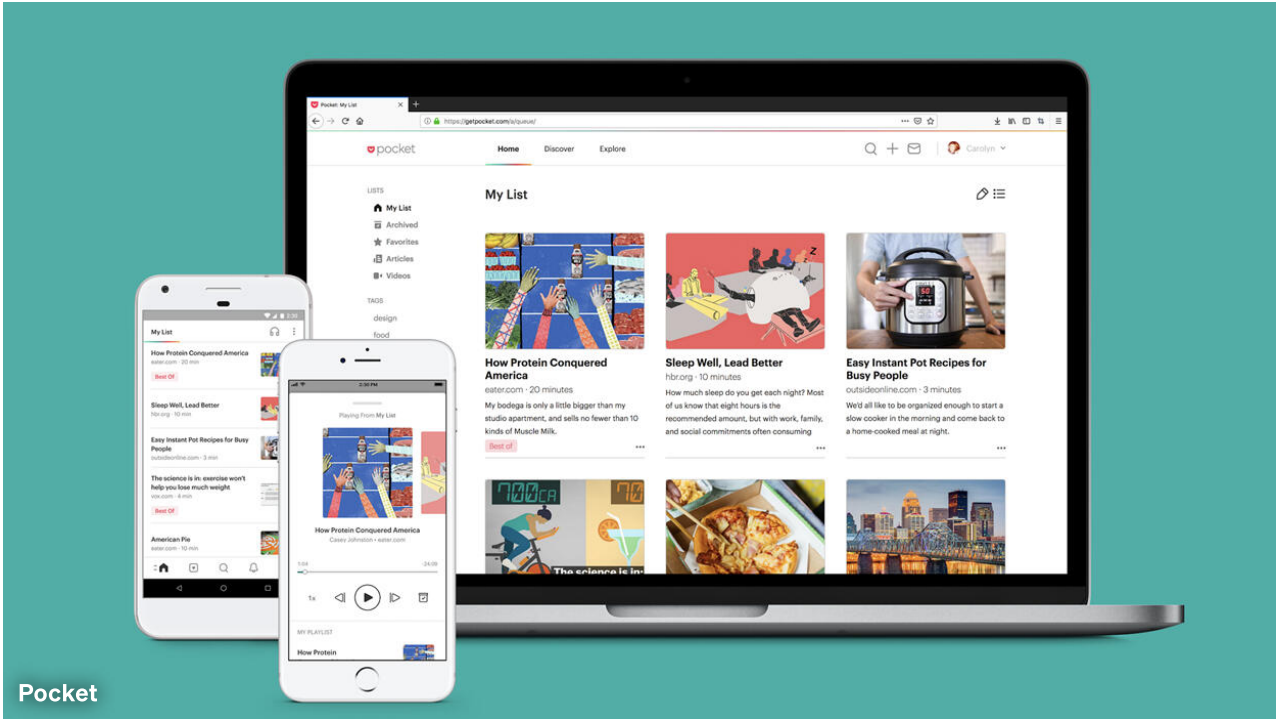 Pocket: My List
https://getpocket.com/a/queue/
pocket
Home
Discover
Explore
Carolyn
LISTS
My List
Archived
Favorites
Articles
Videos
TAGS
design
food
My List
How Protein Conquered
America
eater.com · 20 minutes
My bodega is only a little bigger than my
studio apartment, and sells no fewer than 10
kinds of Muscle Milk.
Best of
Z
Sleep Well, Lead Better
hbr.org · 10 minutes
How much sleep do you get each night? Most
of us know that eight hours is the
recommended amount, but with work, family,
and social commitments often consuming
50
Easy Instant Pot Recipes for
Busy People
outsideonline.com · 3 minutes
We'd all like to be organized enough to start a
slow cooker in the morning and come back to
a home-cooked meal at night.
700CA
70
The science is in:
My List
How Protein Conquered America
eater.com · 20 min
Best Of
Sleep Well, Lead Better
hbr.org · 10 min
Easy Instant Pot Recipes for Busy
People
outsideonline.com · 3 min
The science is in: exercise won't
help you lose much weight
vox.com · 4 min
Best Of
American Pie
eater.com · 10 min
2:30 PM
Playing From My List
How Protein Conquered America
Casey Johnston • eater.com
1:04
-24:09
1x
MY PLAYLIST
How Protein
Pocket